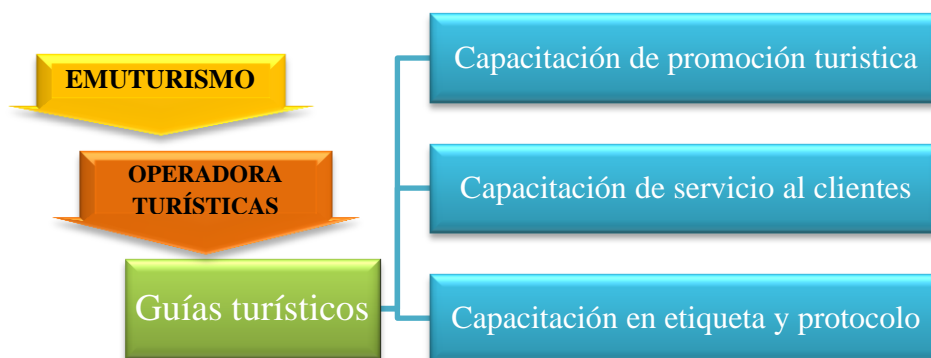 EMUTURISMO
OPERADORA
TURÍSTICAS
Guías turísticos
Capacitación de promoción turistica
Capacitación de servicio al clientes
Capacitación en etiqueta y protocolo